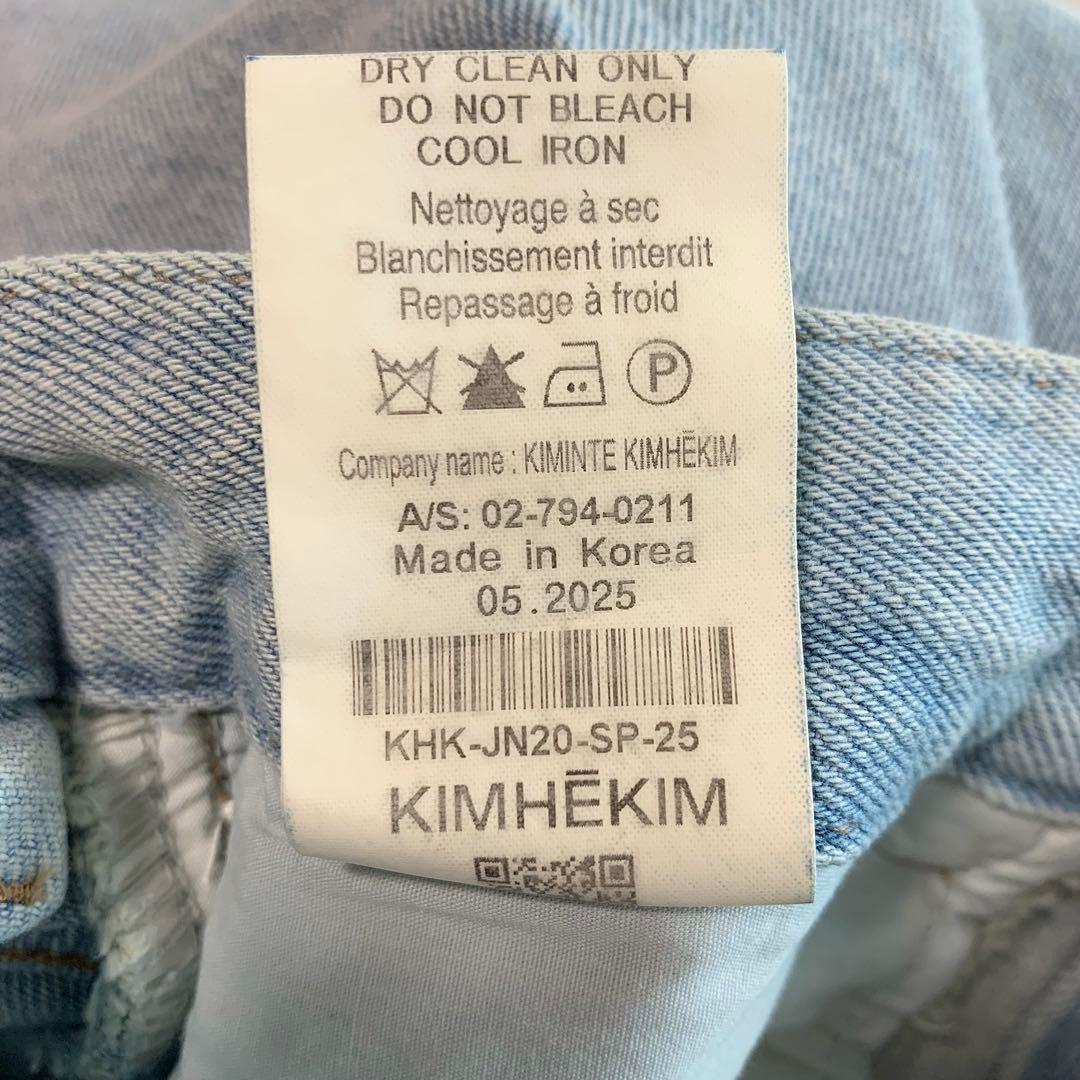 DRY CLEAN ONLY
DO NOT BLEACH
COOL IRON
Nettoyage à sec
Blanchissement interdit
Repassage à froid
P
Company name : KIMINTE KIMHĒKIM
A/S: 02-794-0211
Made in Korea
05.2025
KHK-JN20-SP-25
KIMHĒKIM